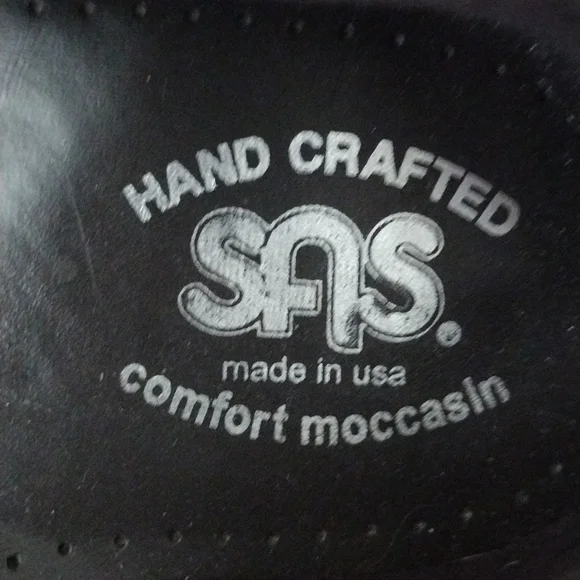 HAND CRAFTED
SAS®
made in usa
comfort moccasin